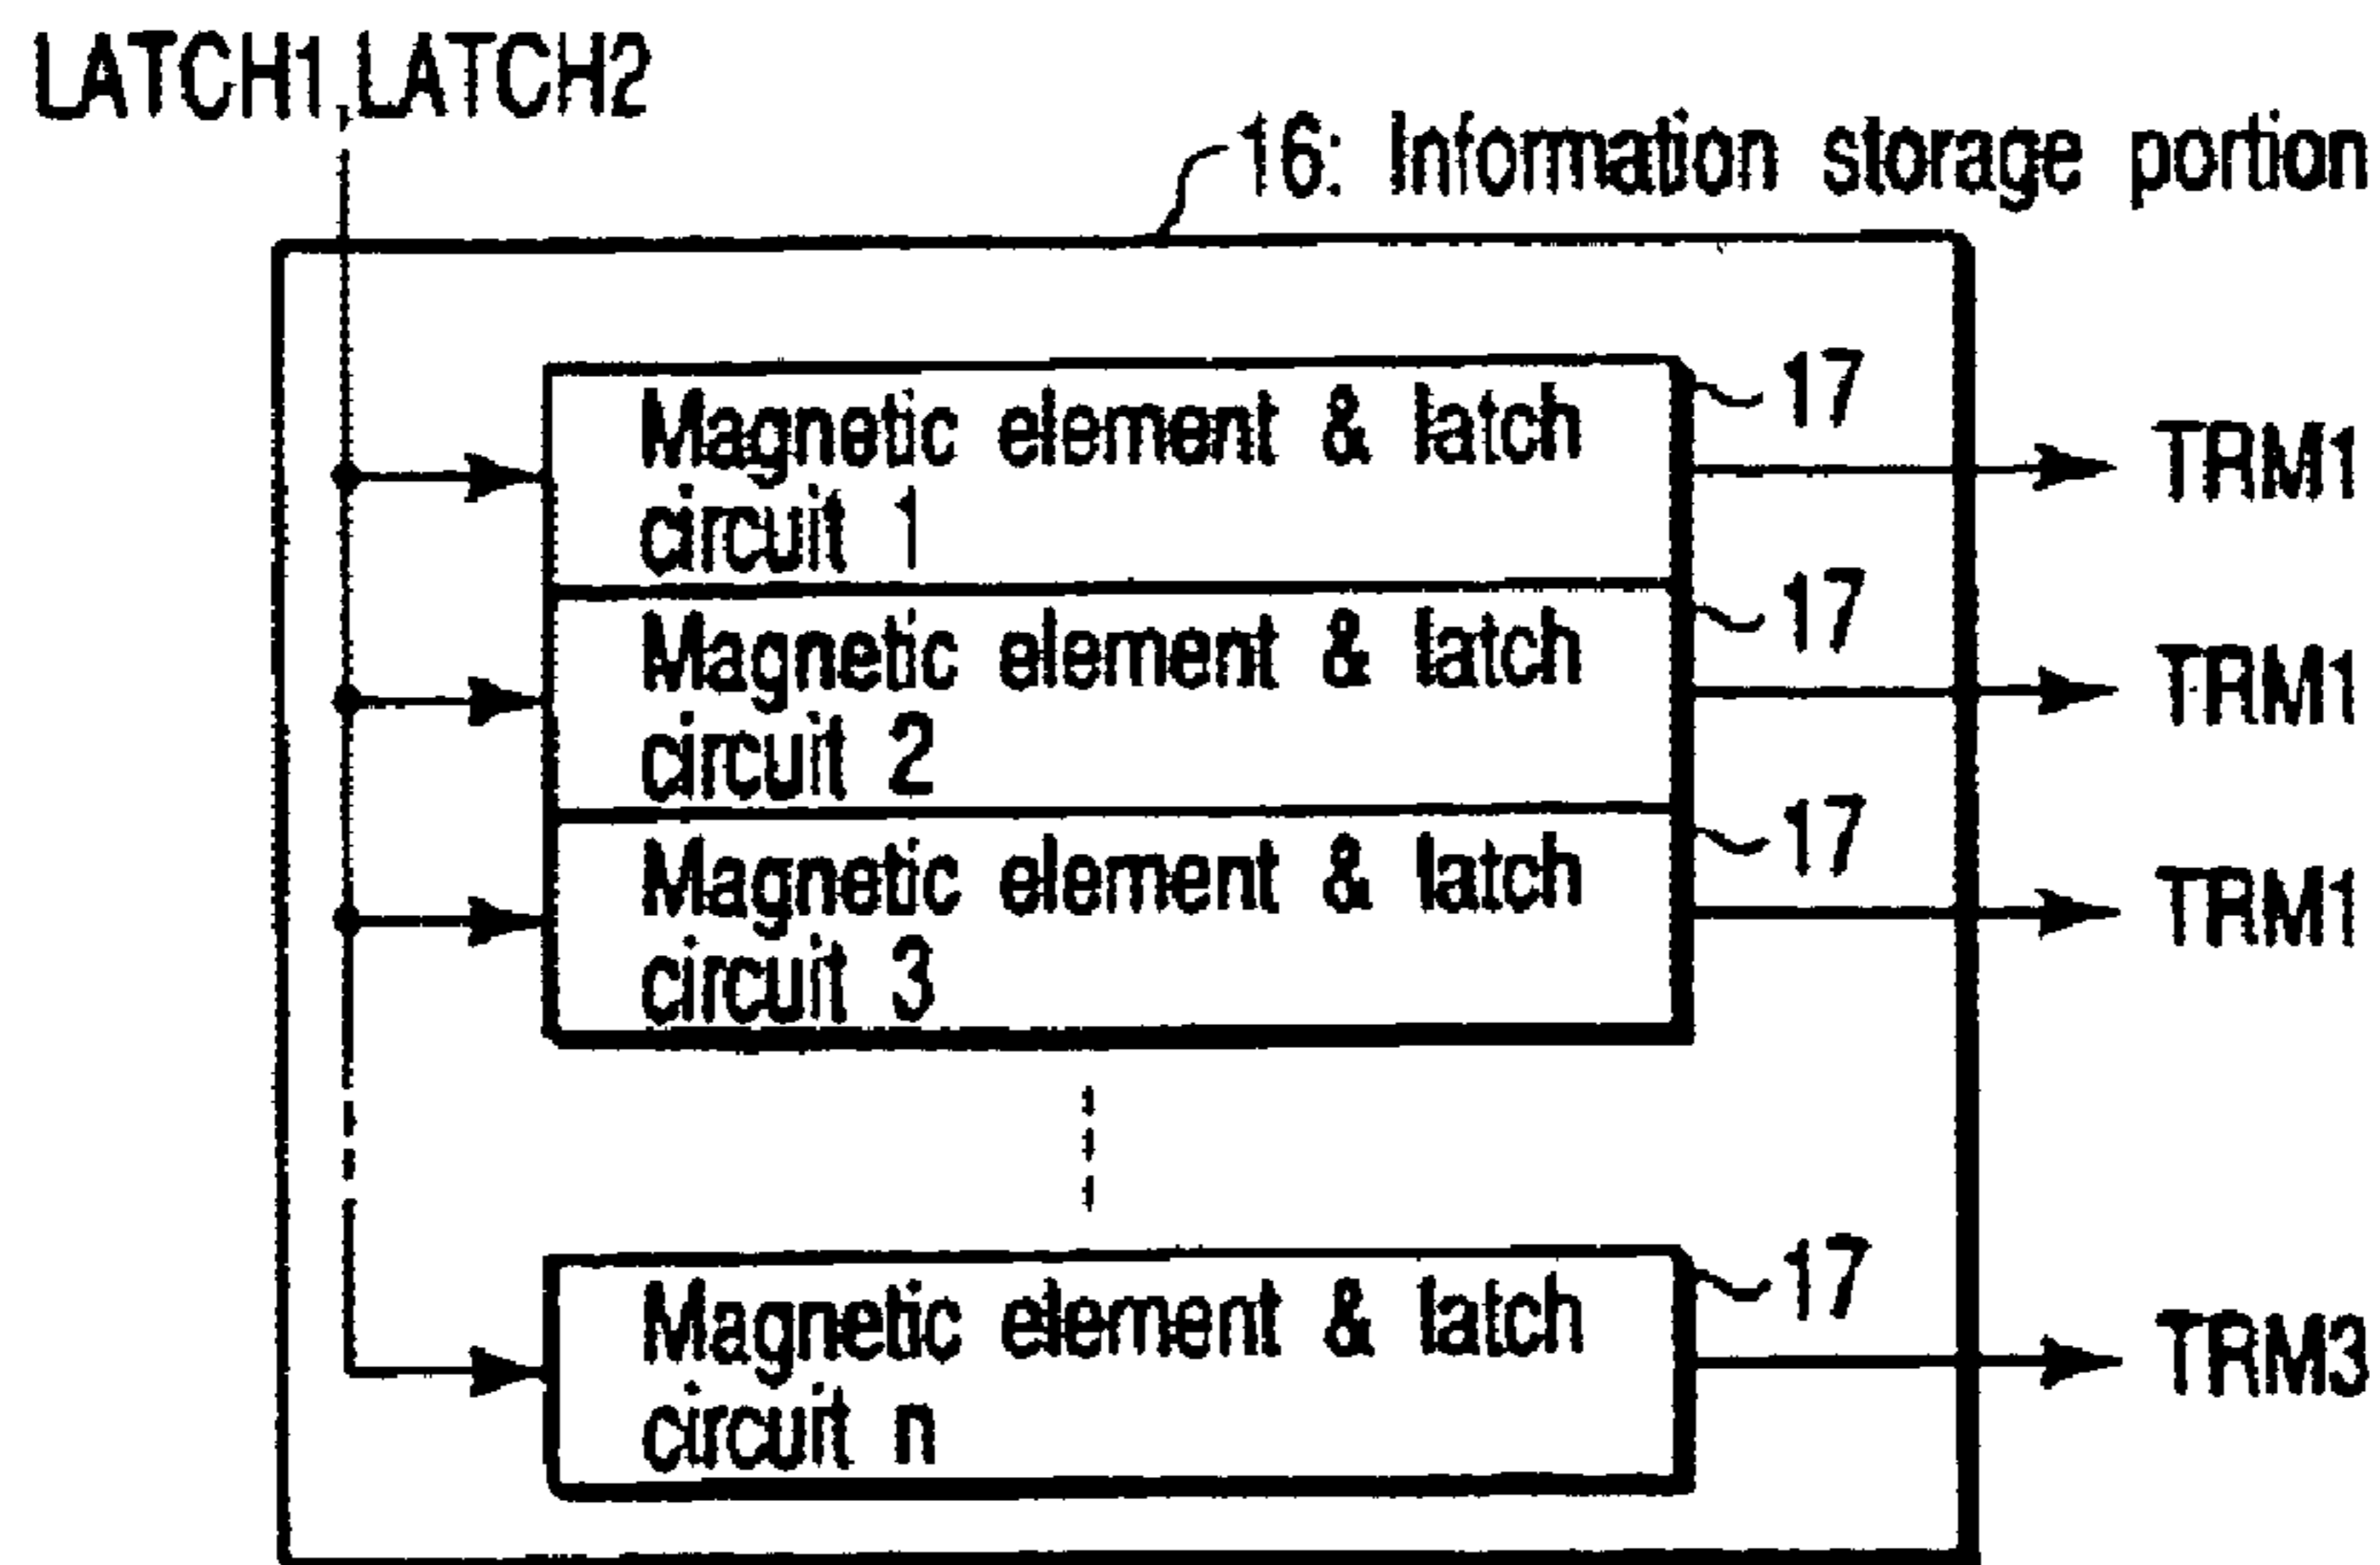 LATCH1,LATCH2
16: Information storage portion
Magnetic element & latch
circuit 1
17
TRM1
Magnetic element & latch
circuit 2
17
TRM1
Magnetic element & latch
circuit 3
17
TRM1
Magnetic element & latch
circuit n
17
TRM3